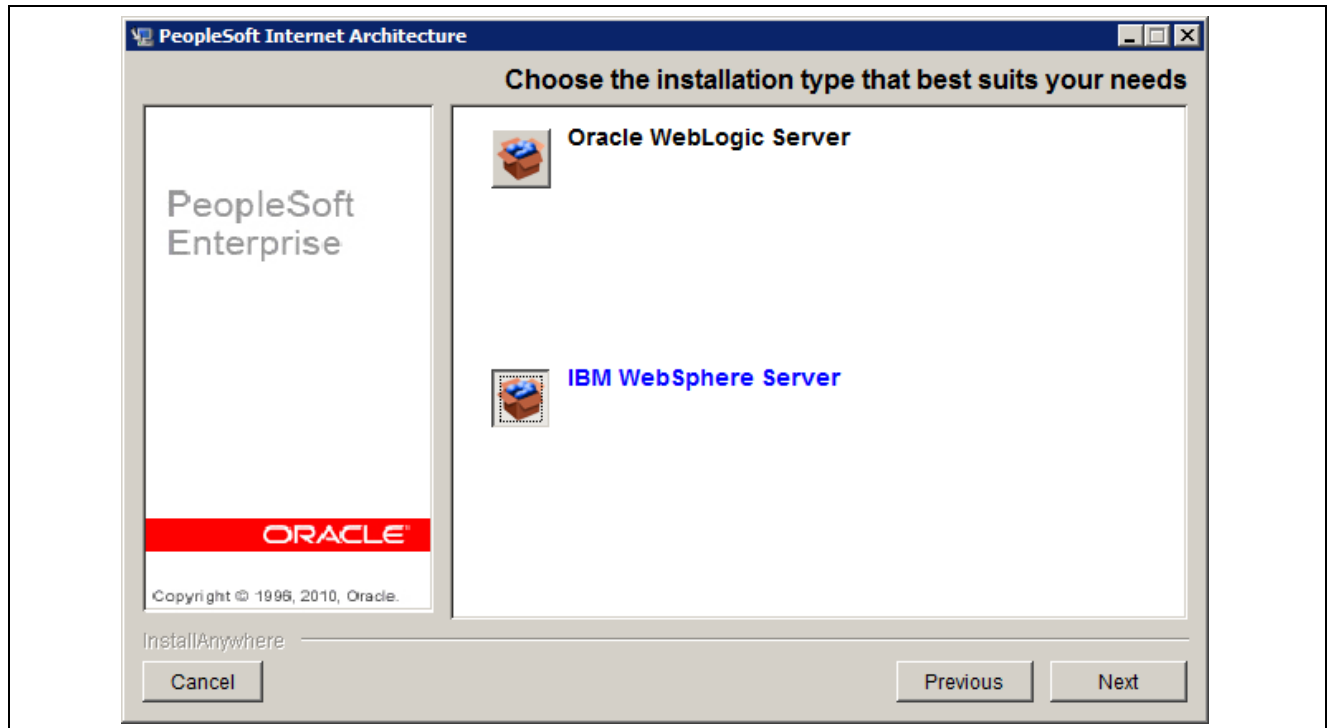 PeopleSoft Internet Architecture
Choose the installation type that best suits your needs
PeopleSoft
Enterprise
ORACLE
Copyright © 1996, 2010, Oracle.
Oracle WebLogic Server
IBM WebSphere Server
InstallAnywhere
Cancel
Previous
Next